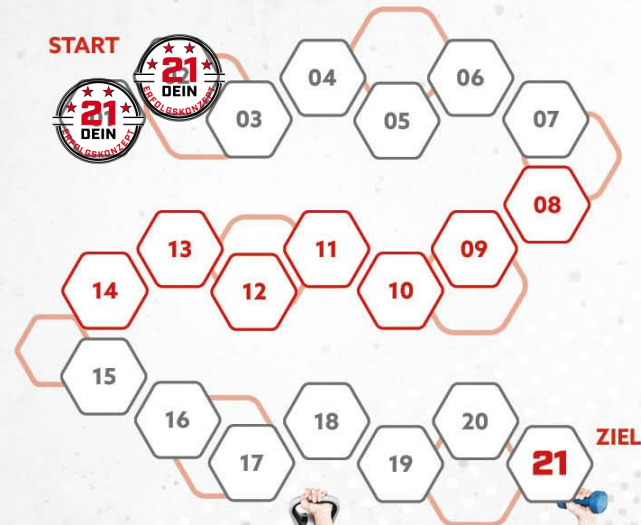 START
★ ★ ★ ★
21
DEIN
ERFOLGSKONZEPT
★ ★ ★ ★
21
DEIN
ERFOLGSKONZEPT
03
04
05
06
07
08
09
10
11
12
13
14
15
16
17
18
19
20
21
ZIEL